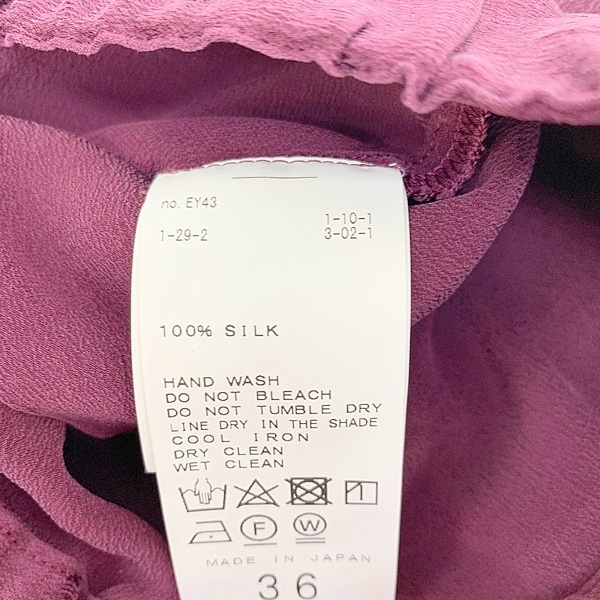 no. EY43
1-10-1
1-29-2 3-02-1
100% SILK
HAND WASH
DO NOT BLEACH
DO NOT TUMBLE DRY
LINE DRY IN THE SHADE
COOL IRON
DRY CLEAN
WET CLEAN
F W
MADE IN JAPAN
36